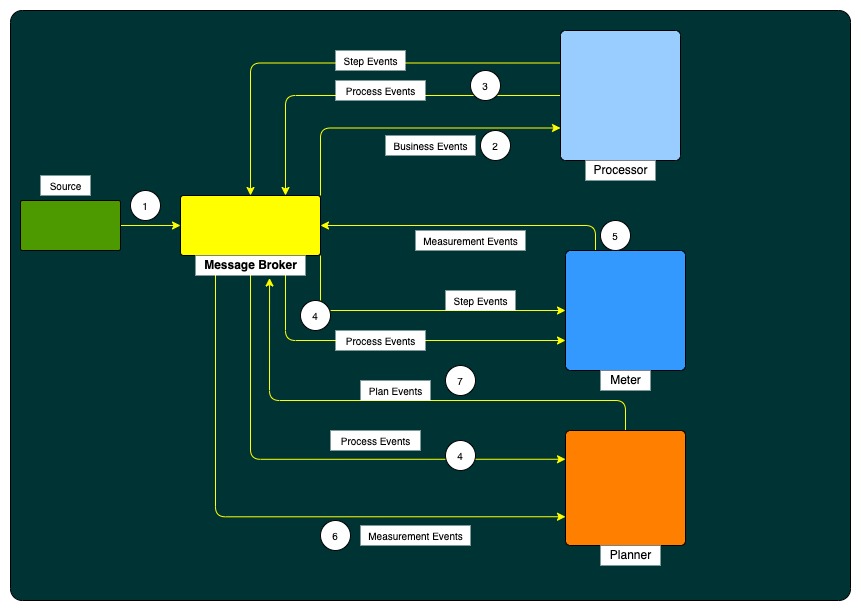 Step Events
3
Process Events
Business Events
2
Processor
Source
1
Measurement Events
5
Message Broker
Step Events
4
Process Events
Meter
7
Plan Events
Process Events
4
6
Measurement Events
Planner